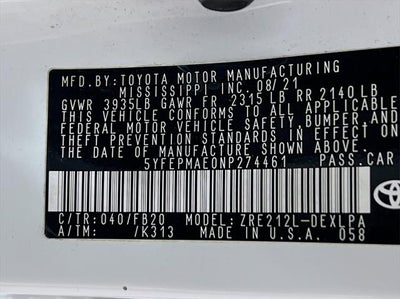 MFD.BY:TOYOTA MOTOR MANUFACTURING
MISSISSIPPI INC. 08/21
GVWR 3935LB GAWR FR 2315 LB RR 2140 LB
THIS VEHICLE CONFORMS TO ALL APPLICABLE
FEDERAL MOTOR VEHICLE SAFETY, BUMPER, AND
THEFT PREVENTION STANDARDS IN EFFECT ON
THE DATE OF MANUFACTURE SHOWN ABOVE.
5YFEPMAE0NP274461 PASS.CAR
C/TR:040/FB20 MODEL:ZRE212L-DEXLPA
A/TM: /K313 MADE IN U.S.A. 058